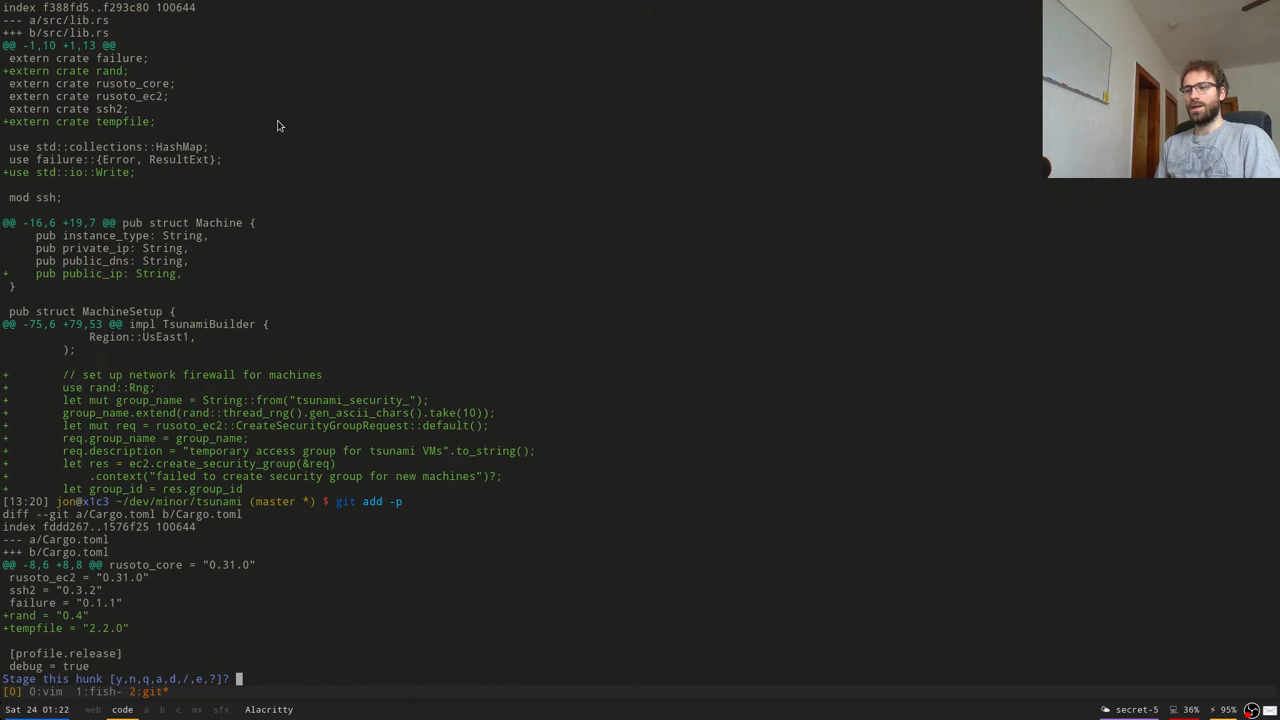 index f388fd5..f293c80 100644
--- a/src/lib.rs
+++ b/src/lib.rs
@@ -1,10 +1,13 @@
 extern crate failure;
+extern crate rand;
 extern crate rusoto_core;
 extern crate rusoto_ec2;
 extern crate ssh2;
+extern crate tempfile;
 use std::collections::HashMap;
 use failure::{Error, ResultExt};
+use std::io::Write;
 mod ssh;
@@ -16,6 +19,7 @@ pub struct Machine {
     pub instance_type: String,
     pub private_ip: String,
     pub public_dns: String,
+    pub public_ip: String,
 }
 pub struct MachineSetup {
@@ -75,6 +79,53 @@ impl TsunamiBuilder {
             Region::UsEast1,
         );
+        // set up network firewall for machines
+        use rand::Rng;
+        let mut group_name = String::from("tsunami_security_");
+        group_name.extend(rand::thread_rng().gen_ascii_chars().take(10));
+        let mut req = rusoto_ec2::CreateSecurityGroupRequest::default();
+        req.group_name = group_name;
+        req.description = "temporary access group for tsunami VMs".to_string();
+        let res = ec2.create_security_group(&req)
+            .context("failed to create security group for new machines")?;
+        let group_id = res.group_id
[13:20] jon@x1c3 ~/dev/minor/tsunami (master *) $ git add -p
diff --git a/Cargo.toml b/Cargo.toml
index fddd267..1576f25 100644
--- a/Cargo.toml
+++ b/Cargo.toml
@@ -8,6 +8,8 @@ rusoto_core = "0.31.0"
 rusoto_ec2 = "0.31.0"
 ssh2 = "0.3.2"
 failure = "0.1.1"
+rand = "0.4"
+tempfile = "2.2.0"
 [profile.release]
 debug = true
Stage this hunk [y,n,q,a,d,/,e,?]?
[0] 0:vim  1:fish- 2:git*
Sat 24 01:22 web code a b c mx sfx Alacritty secret-5 36% 95%